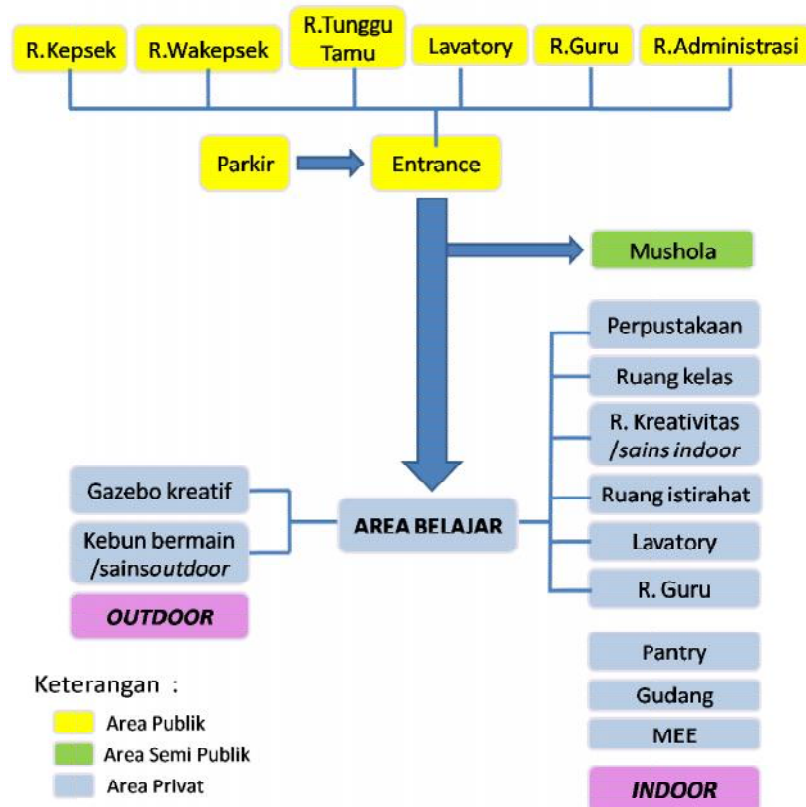 R.Kepsek
R.Wakepsek
R.Tunggu
Tamu
Lavatory
R.Guru
R.Administrasi
Parkir
Entrance
Mushola
Perpustakaan
Ruang kelas
R. Kreativitas
/sains indoor
Ruang istirahat
Lavatory
R. Guru
Gazebo kreatif
Kebun bermain
/sainsoutdoor
OUTDOOR
AREA BELAJAR
Pantry
Gudang
MEE
INDOOR
Keterangan :
Area Publik
Area Semi Publik
Area Privat